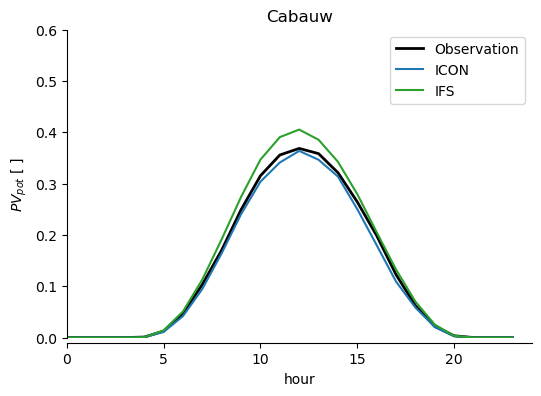 Cabauw
Observation
ICON
IFS
0.6
0.5
0.4
0.3
0.2
0.1
0.0
PV_pot [ ]
0 5 10 15 20
hour